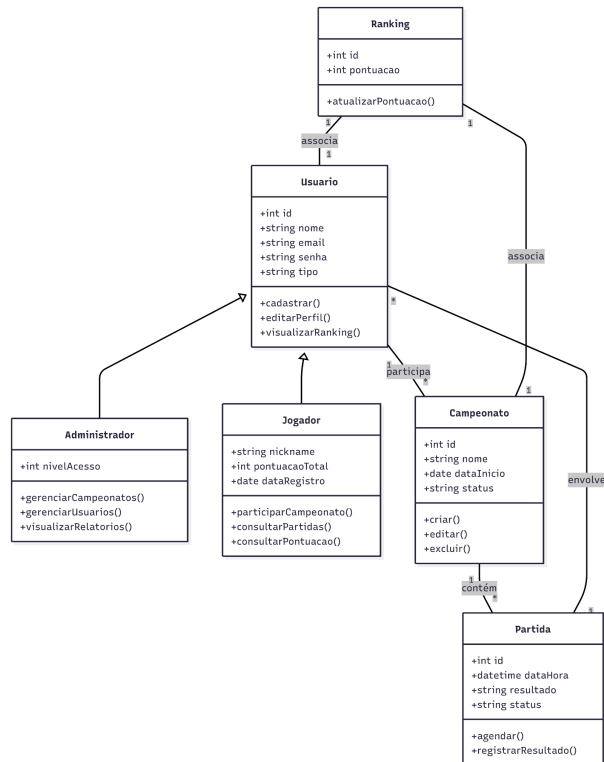 Ranking
+int id
+int pontuacao
+atualizarPontuacao()
1
1
associa
1
Usuario
+int id
+string nome
+string email
+string senha
+string tipo
+cadastrar()
+editarPerfil()
+visualizarRanking()
associa
*
1
participa
*
1
Administrador
+int nivelAcesso
+gerenciarCampeonatos()
+gerenciarUsuarios()
+visualizarRelatorios()
Jogador
+string nickname
+int pontuacaoTotal
+date dataRegistro
+participarCampeonato()
+consultarPartidas()
+consultarPontuacao()
Campeonato
+int id
+string nome
+date dataInicio
+string status
+criar()
+editar()
+excluir()
envolve
1
contém
*
1
Partida
+int id
+datetime dataHora
+string resultado
+string status
+agendar()
+registrarResultado()